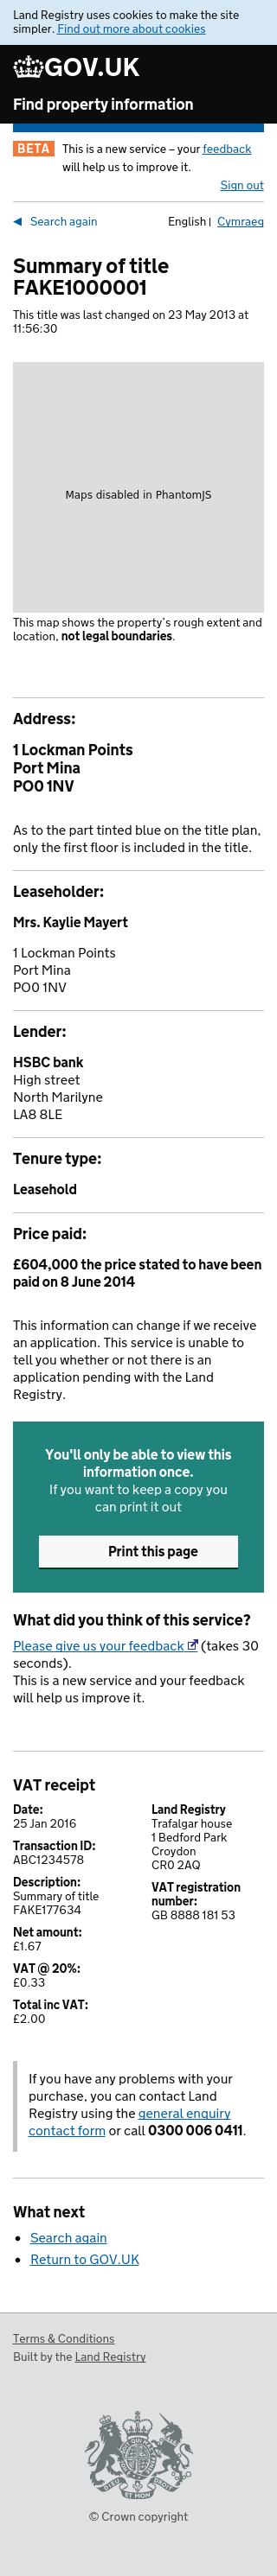 Land Registry uses cookies to make the site
simpler. Find out more about cookies
GOV.UK
Find property information
BETA This is a new service – your feedback
will help us to improve it.
Sign out
◀ Search again English | Cymraeg
Summary of title
FAKE1000001
This title was last changed on 23 May 2013 at
11:56:30
Maps disabled in PhantomJS
This map shows the property's rough extent and
location, not legal boundaries.
Address:
1 Lockman Points
Port Mina
PO0 1NV
As to the part tinted blue on the title plan,
only the first floor is included in the title.
Leaseholder:
Mrs. Kaylie Mayert
1 Lockman Points
Port Mina
PO0 1NV
Lender:
HSBC bank
High street
North Marilyne
LA8 8LE
Tenure type:
Leasehold
Price paid:
£604,000 the price stated to have been
paid on 8 June 2014
This information can change if we receive
an application. This service is unable to
tell you whether or not there is an
application pending with the Land
Registry.
You'll only be able to view this
information once.
If you want to keep a copy you
can print it out
Print this page
What did you think of this service?
Please give us your feedback (takes 30
seconds).
This is a new service and your feedback
will help us improve it.
VAT receipt
Date:
25 Jan 2016
Transaction ID:
ABC1234578
Description:
Summary of title
FAKE177634
Net amount:
£1.67
VAT @ 20%:
£0.33
Total inc VAT:
£2.00
Land Registry
Trafalgar house
1 Bedford Park
Croydon
CR0 2AQ
VAT registration
number:
GB 8888 181 53
If you have any problems with your
purchase, you can contact Land
Registry using the general enquiry
contact form or call 0300 006 0411.
What next
• Search again
• Return to GOV.UK
Terms & Conditions
Built by the Land Registry
© Crown copyright